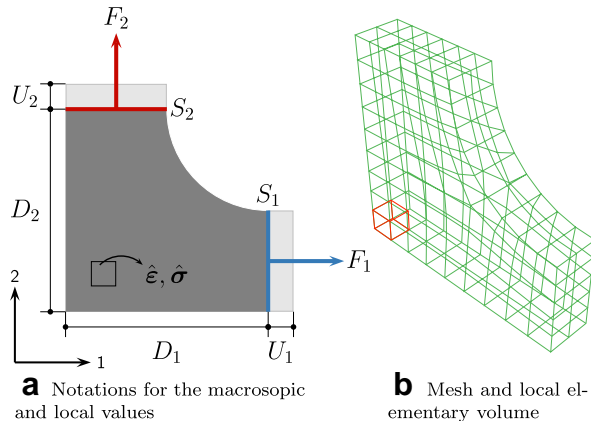 F₂
U₂
S₂
D₂
S₁
F₁
ε̂, σ̂
2
1
D₁
U₁
a Notations for the macrosopic
and local values
b Mesh and local el-
ementary volume